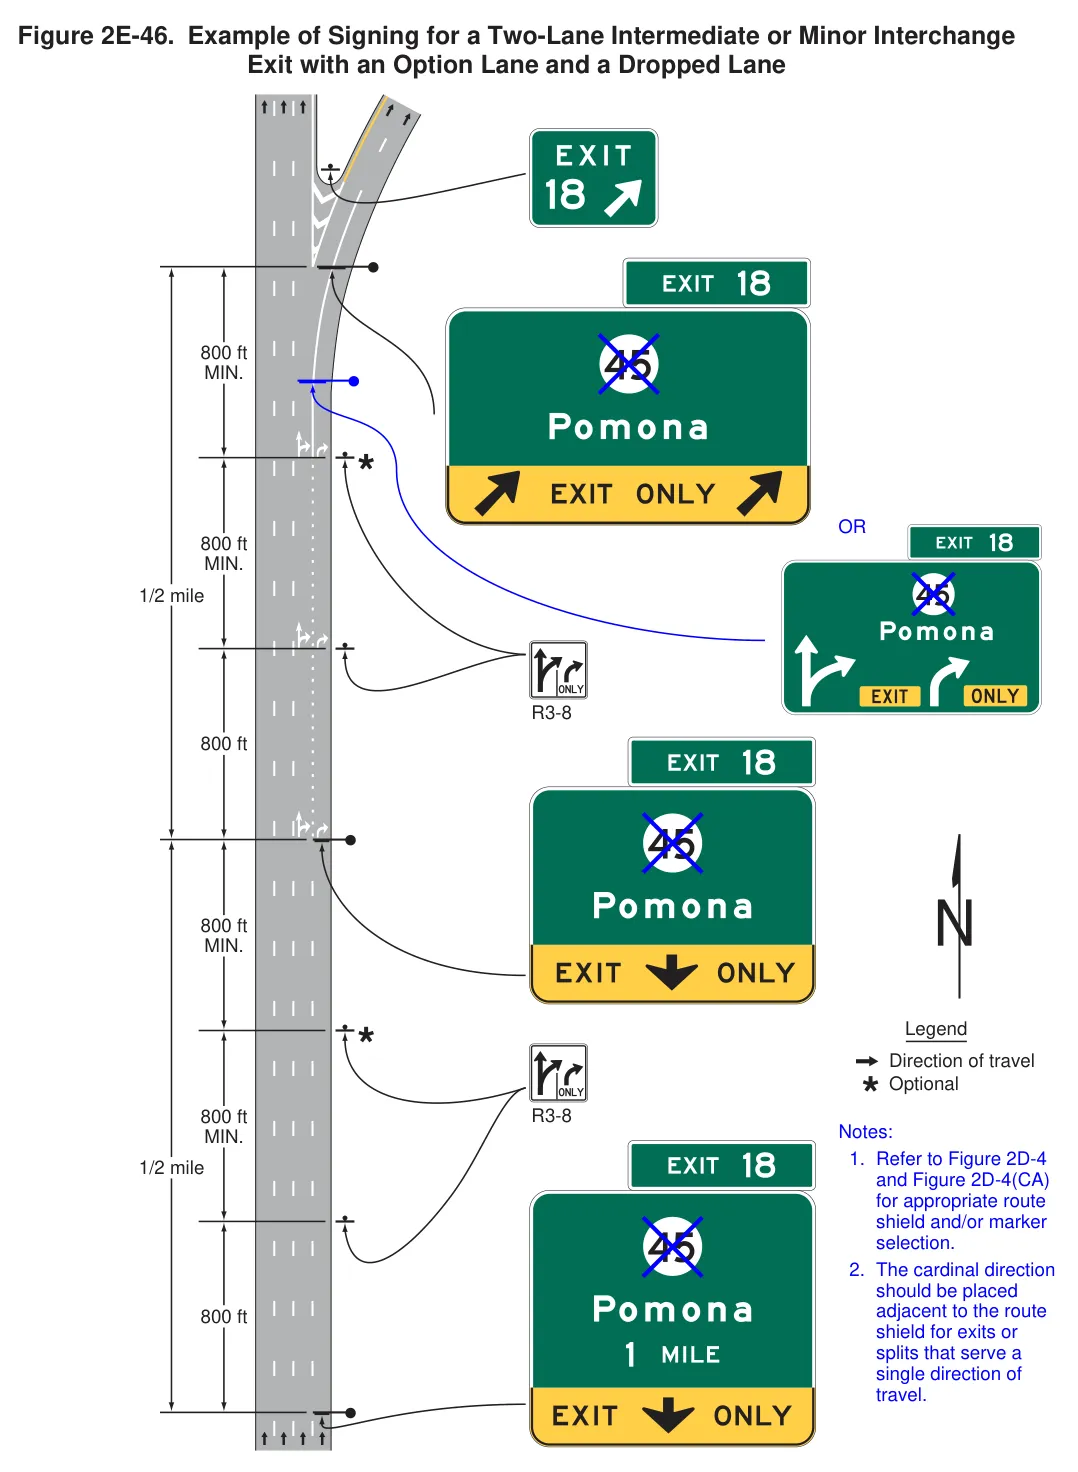 Figure 2E-46.  Example of Signing for a Two-Lane Intermediate or Minor Interchange
Exit with an Option Lane and a Dropped Lane
EXIT
18
EXIT 18
45
Pomona
EXIT ONLY
800 ft
MIN.
*
OR
EXIT 18
45
Pomona
EXIT ONLY
800 ft
MIN.
1/2 mile
ONLY
R3-8
800 ft
EXIT 18
45
Pomona
EXIT ONLY
800 ft
MIN.
N
*
ONLY
R3-8
800 ft
MIN.
1/2 mile
EXIT 18
45
Pomona
1 MILE
EXIT ONLY
800 ft
Legend
Direction of travel
* Optional
Notes:
1. Refer to Figure 2D-4
and Figure 2D-4(CA)
for appropriate route
shield and/or marker
selection.
2. The cardinal direction
should be placed
adjacent to the route
shield for exits or
splits that serve a
single direction of
travel.